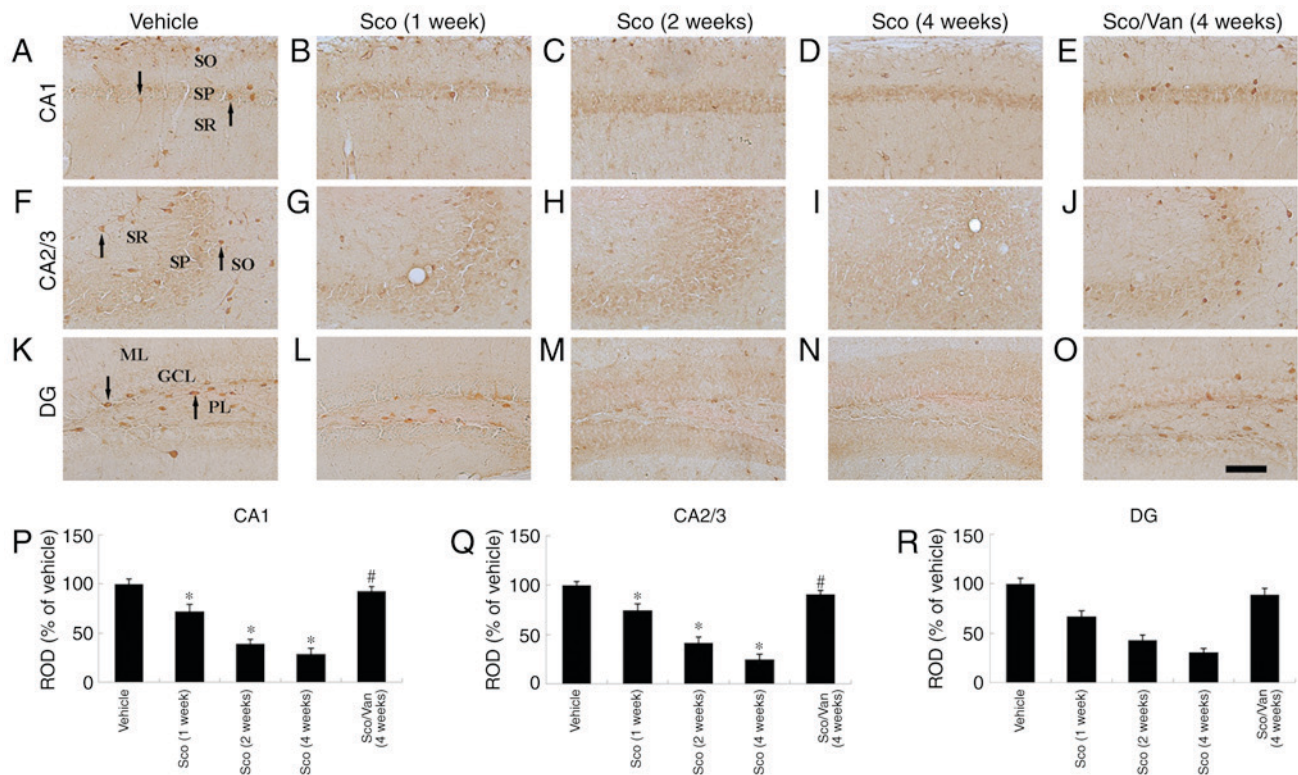 Vehicle
Sco (1 week)
Sco (2 weeks)
Sco (4 weeks)
Sco/Van (4 weeks)
CA1
A
SO
SP
SR
B
C
D
E
CA2/3
F
SR
SP
SO
G
H
I
J
DG
K
ML
GCL
PL
L
M
N
O
P
CA1
ROD (% of vehicle)
150
100
50
0
*
*
*
#
Vehicle
Sco (1 week)
Sco (2 weeks)
Sco (4 weeks)
Sco/Van
(4 weeks)
Q
CA2/3
ROD (% of vehicle)
150
100
50
0
*
*
*
#
Vehicle
Sco (1 week)
Sco (2 weeks)
Sco (4 weeks)
Sco/Van
(4 weeks)
R
DG
ROD (% of vehicle)
150
100
50
0
Vehicle
Sco (1 week)
Sco (2 weeks)
Sco (4 weeks)
Sco/Van
(4 weeks)